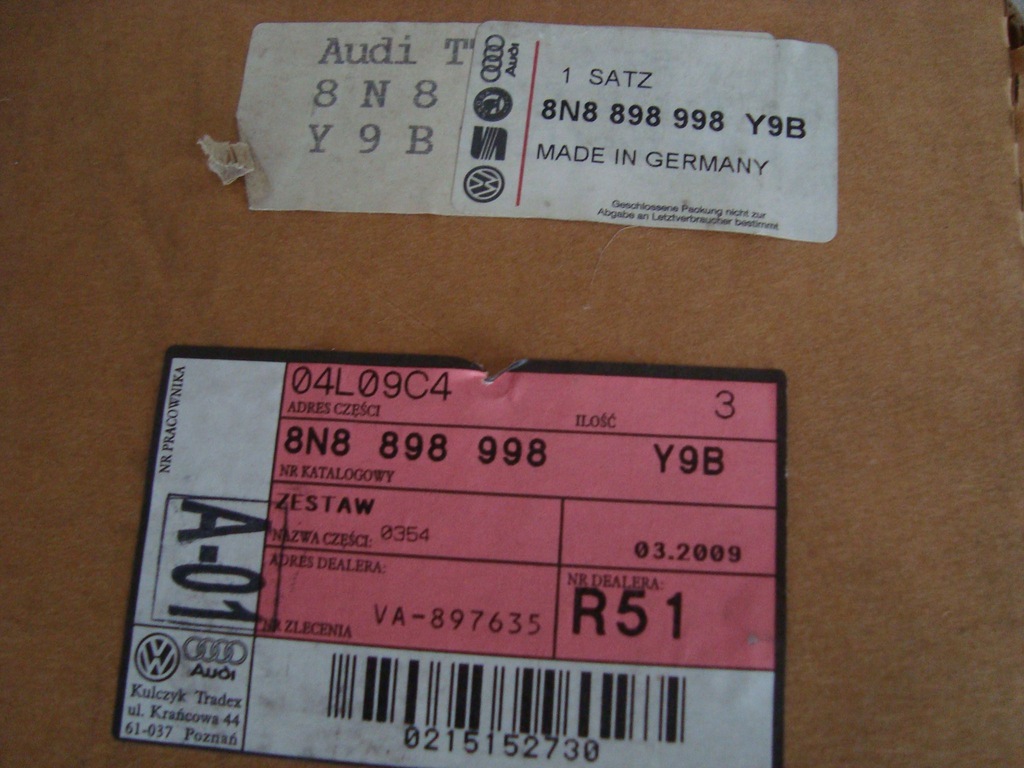 Audi T
8 N 8
Y 9 B
Audi
1 SATZ
8N8 898 998 Y9B
MADE IN GERMANY
Geschlossene Packung nicht zur
Abgabe an Letztverbraucher bestimmt
NR PRACOWNIKA
04L09C4
ADRES CZĘŚCI
ILOŚĆ
3
8N8 898 998 Y9B
NR KATALOGOWY
ZESTAW
NAZWA CZĘŚCI: 0354
03.2009
ADRES DEALERA:
NR DEALERA:
R51
NR ZLECENIA VA-897635
A-01
Audi
Kulczyk Tradex
ul. Krańcowa 44
61-037 Poznań
0215152730